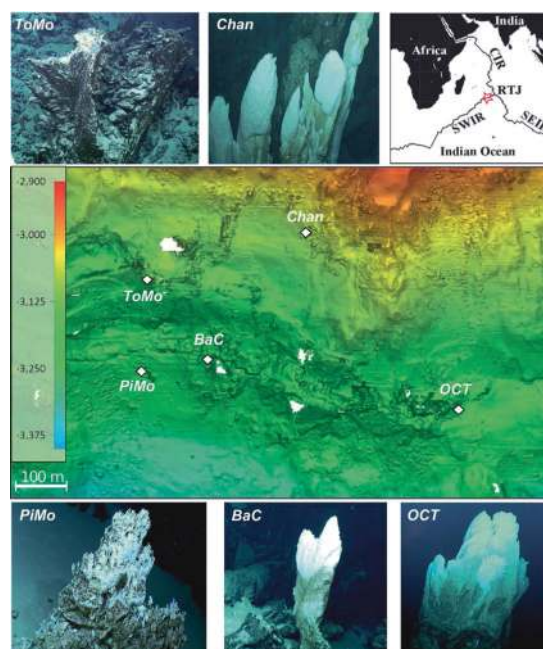 ToMo
Chan
India
Africa
CIR
RTJ
SWIR
SEIR
Indian Ocean
-2,900
-3,000
-3,125
-3,250
-3,375
Chan
ToMo
BaC
PiMo
OCT
100 m
PiMo
BaC
OCT